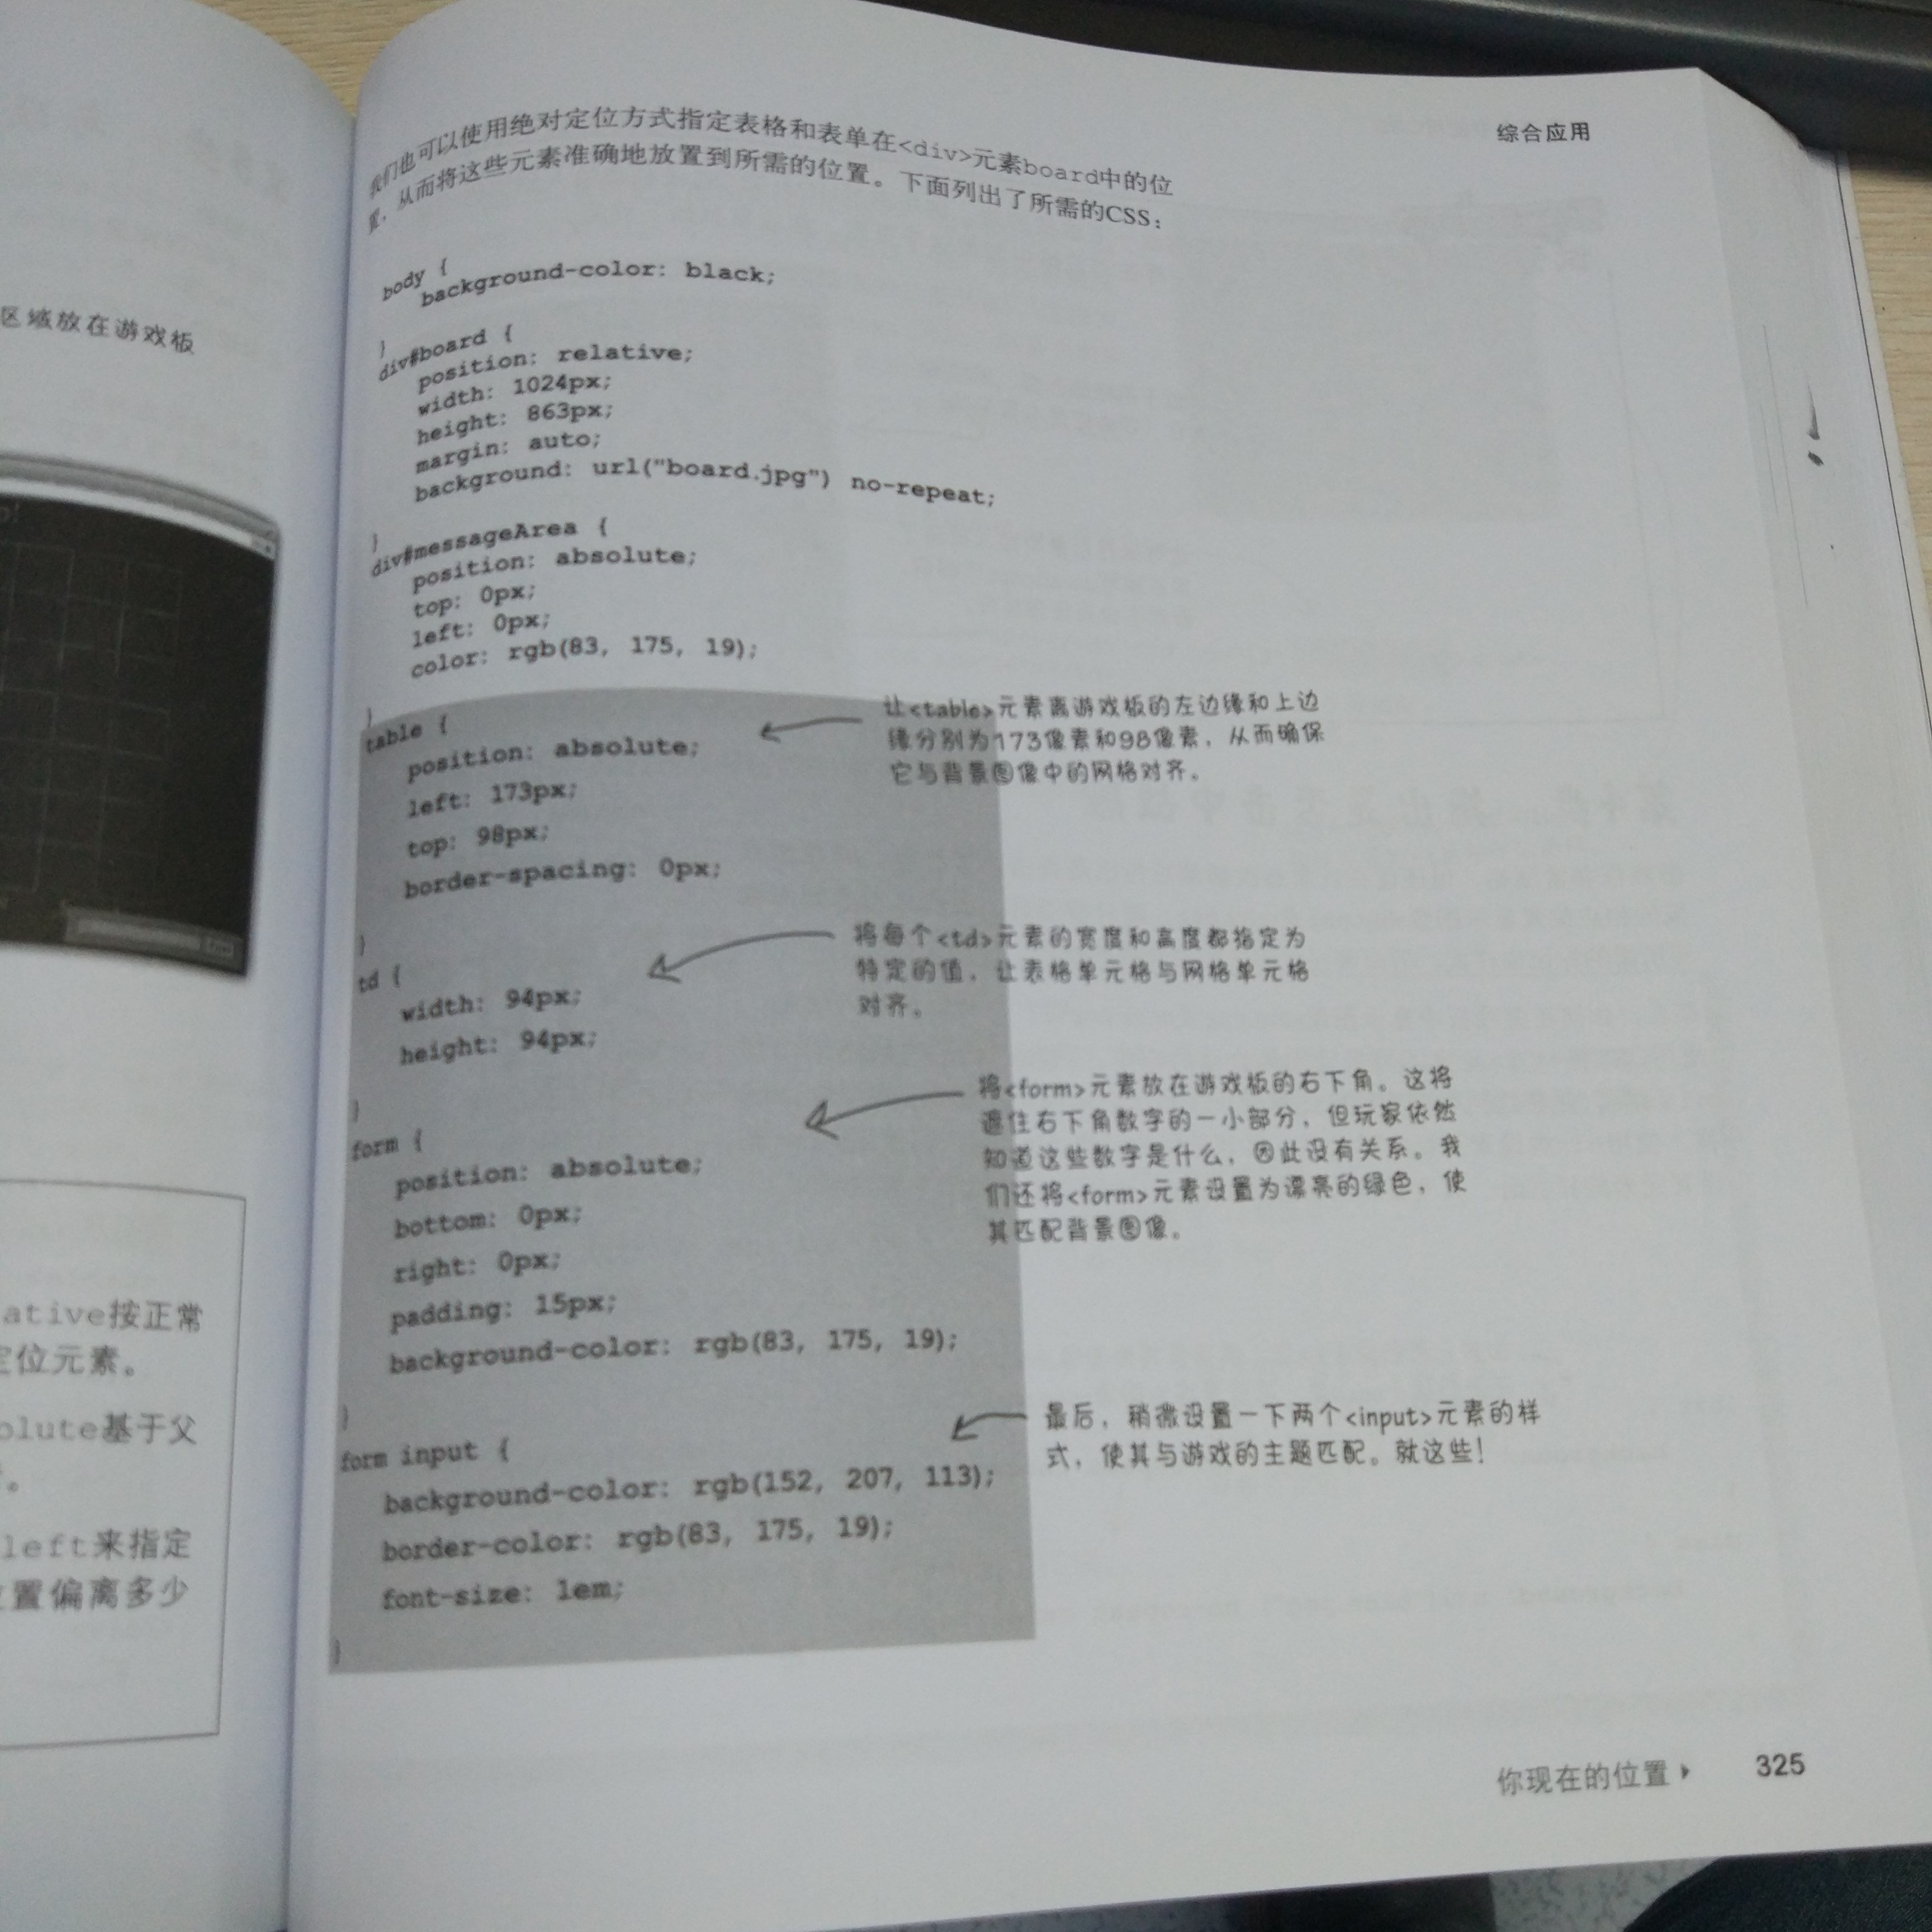 区域放在游戏板
ative按正常
定位元素。
olute基于父
。
left来指定
置偏离多少
综合应用
我们也可以使用绝对定位方式指定表格和表单在<div>元素board中的位
置，从而将这些元素准确地放置到所需的位置。下面列出了所需的CSS：
body {
background-color: black;
}
div#board {
position: relative;
width: 1024px;
height: 863px;
margin: auto;
background: url("board.jpg") no-repeat;
}
div#messageArea {
position: absolute;
top: 0px;
left: 0px;
color: rgb(83, 175, 19);
}
table {
position: absolute;
left: 173px;
top: 98px;
border-spacing: 0px;
}
让<table>元素离游戏板的左边缘和上边
缘分别为173像素和98像素，从而确保
它与背景图像中的网格对齐。
td {
width: 94px;
height: 94px;
}
将每个<td>元素的宽度和高度都指定为
特定的值，让表格单元格与网格单元格
对齐。
form {
position: absolute;
bottom: 0px;
right: 0px;
padding: 15px;
background-color: rgb(83, 175, 19);
}
将<form>元素放在游戏板的右下角。这将
遮住右下角数字的一小部分，但玩家依然
知道这些数字是什么，因此没有关系。我
们还将<form>元素设置为漂亮的绿色，使
其匹配背景图像。
form input {
background-color: rgb(152, 207, 113);
border-color: rgb(83, 175, 19);
font-size: 1em;
}
最后，稍微设置一下两个<input>元素的样
式，使其与游戏的主题匹配。就这些！
你现在的位置 325